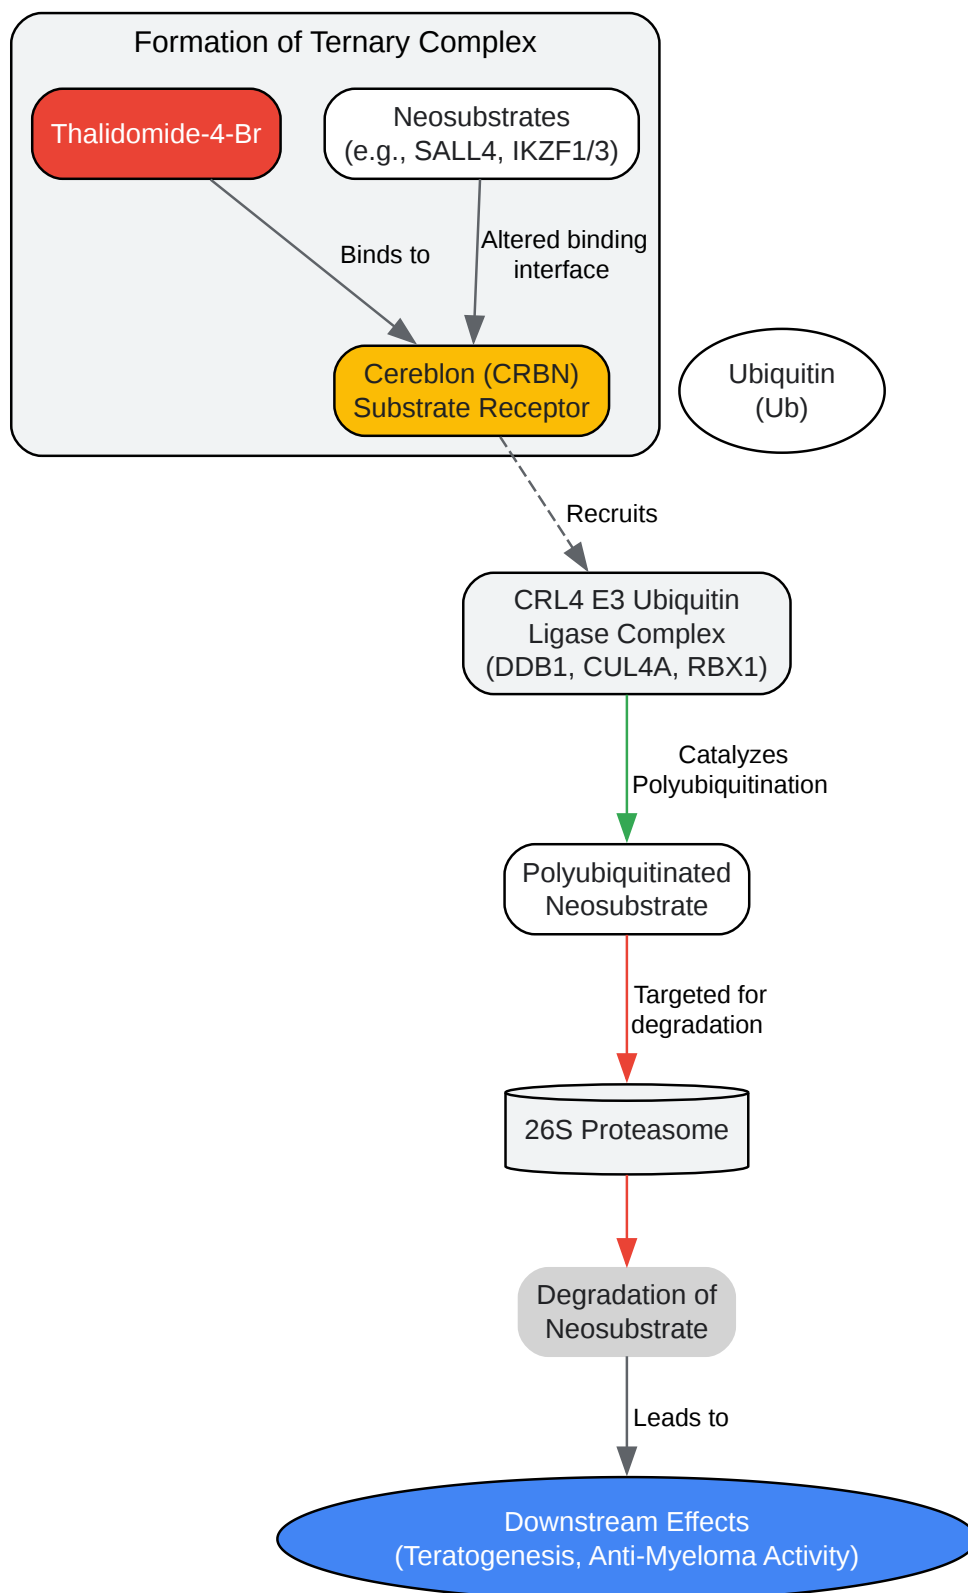 Formation of Ternary Complex
Thalidomide-4-Br
Neosubstrates
(e.g., SALL4, IKZF1/3)
Binds to
Altered binding
interface
Cereblon (CRBN)
Substrate Receptor
Ubiquitin
(Ub)
Recruits
CRL4 E3 Ubiquitin
Ligase Complex
(DDB1, CUL4A, RBX1)
Catalyzes
Polyubiquitination
Polyubiquitinated
Neosubstrate
Targeted for
degradation
26S Proteasome
Degradation of
Neosubstrate
Leads to
Downstream Effects
(Teratogenesis, Anti-Myeloma Activity)